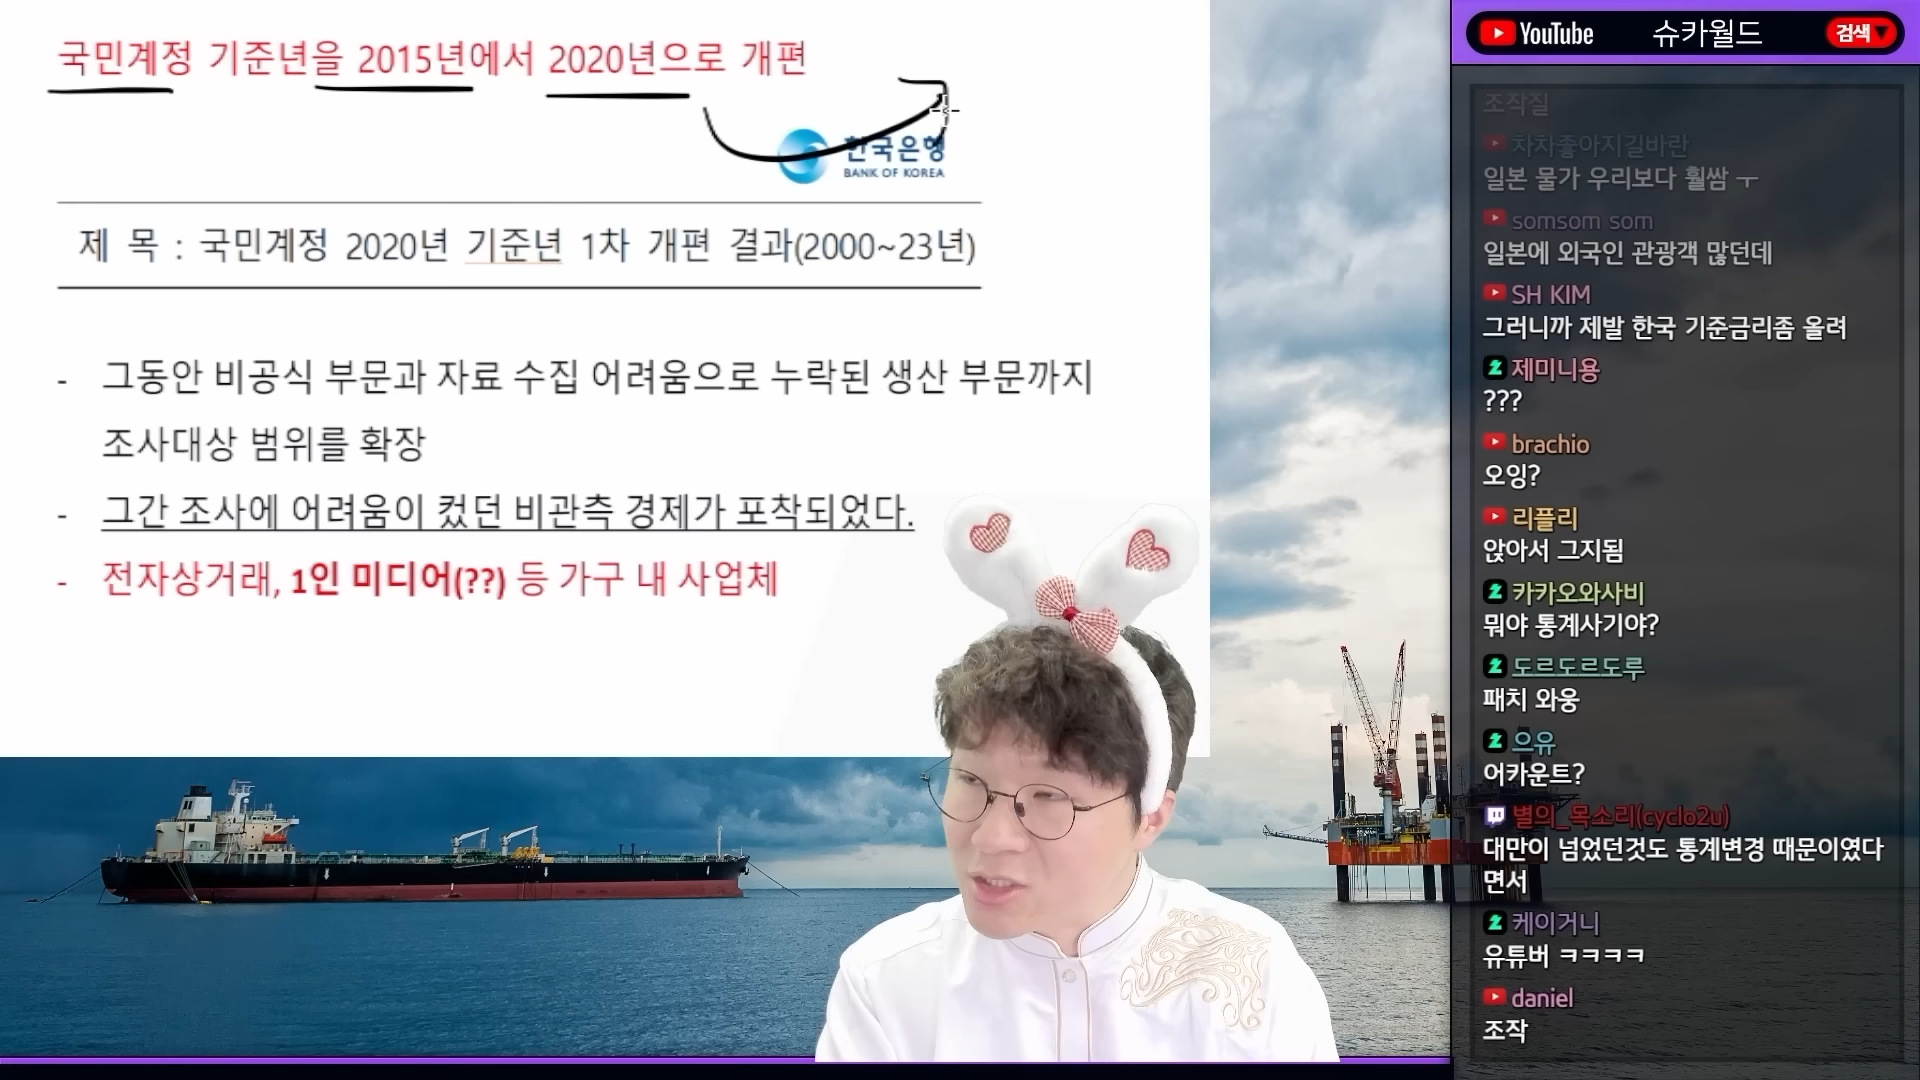 국민계정 기준년을 2015년에서 2020년으로 개편
한국은행
BANK OF KOREA
제 목 : 국민계정 2020년 기준년 1차 개편 결과(2000~23년)
- 그동안 비공식 부문과 자료 수집 어려움으로 누락된 생산 부문까지
조사대상 범위를 확장
- 그간 조사에 어려움이 컸던 비관측 경제가 포착되었다.
- 전자상거래, 1인 미디어(??) 등 가구 내 사업체
YouTube 슈카월드 검색
조작질
차차좋아지길바란
일본 물가 우리보다 훨쌈 ㅜ
somsom som
일본에 외국인 관광객 많던데
SH KIM
그러니까 제발 한국 기준금리좀 올려
제미니용
???
brachio
오잉?
리플리
앉아서 그지됨
카카오와사비
뭐야 통계사기야?
도르도르도루
패치 와웅
으유
어카운트?
별의_목소리(cyclo2u)
대만이 넘었던것도 통계변경 때문이였다
면서
케이거니
유튜버 ㅋㅋㅋㅋ
daniel
조작